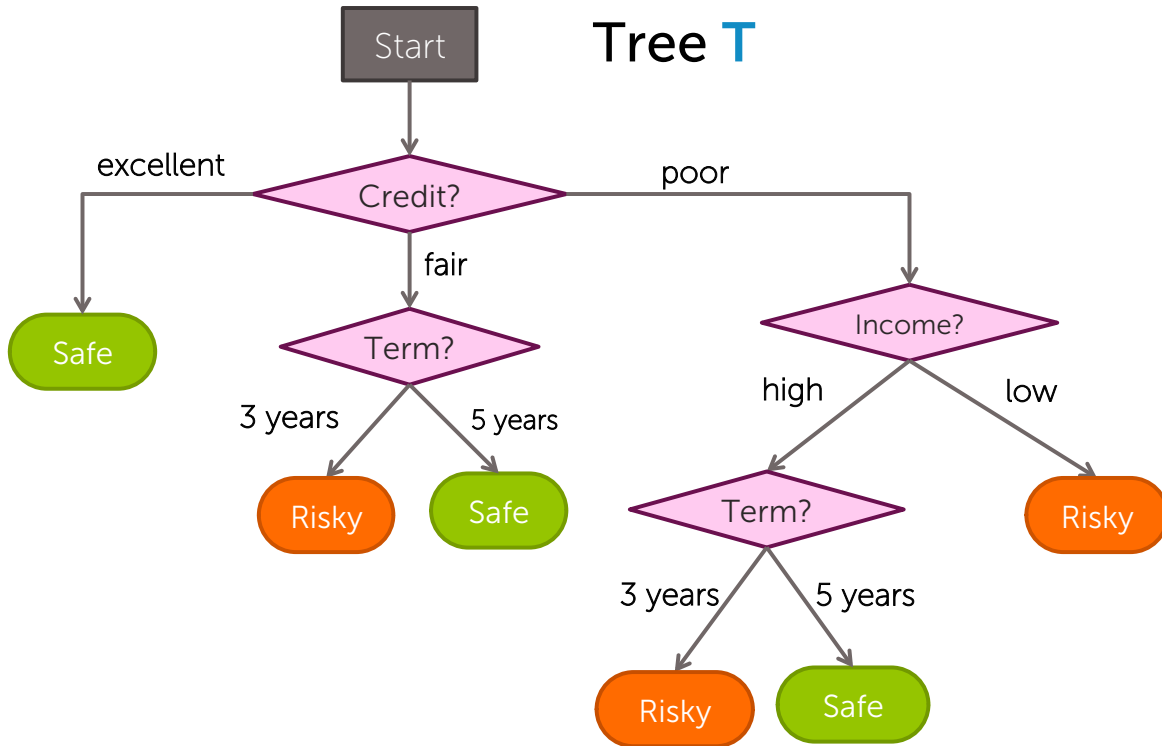 Start
Tree T
excellent
Credit?
poor
fair
Safe
Term?
Income?
3 years
5 years
high
low
Risky
Safe
Term?
Risky
3 years
5 years
Risky
Safe